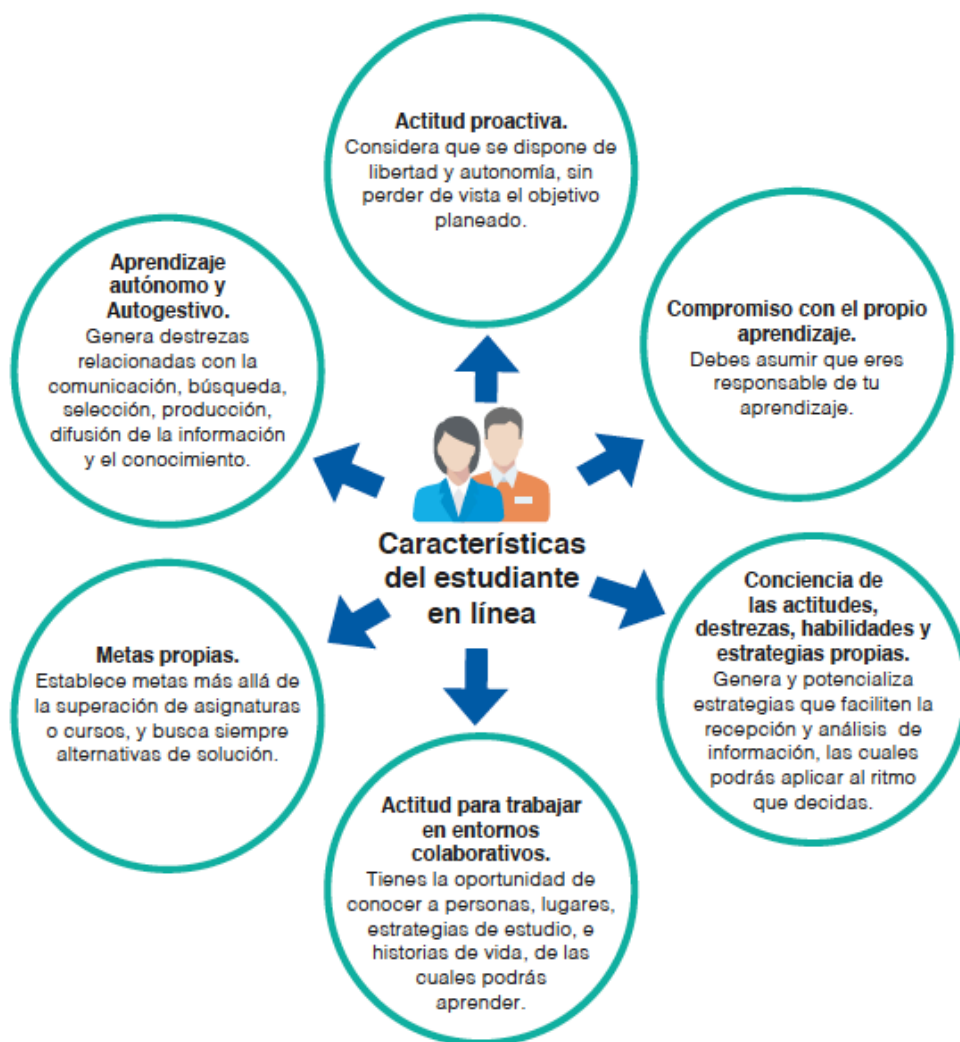 Actitud proactiva.
Considera que se dispone de
libertad y autonomía, sin
perder de vista el objetivo
planeado.
Compromiso con el propio
aprendizaje.
Debes asumir que eres
responsable de tu
aprendizaje.
Conciencia de
las actitudes,
destrezas, habilidades y
estrategias propias.
Genera y potencializa
estrategias que faciliten la
recepción y análisis de
información, las cuales
podrás aplicar al ritmo
que decidas.
Actitud para trabajar
en entornos
colaborativos.
Tienes la oportunidad de
conocer a personas, lugares,
estrategias de estudio, e
historias de vida, de las
cuales podrás
aprender.
Metas propias.
Establece metas más allá de
la superación de asignaturas
o cursos, y busca siempre
alternativas de solución.
Aprendizaje
autónomo y
Autogestivo.
Genera destrezas
relacionadas con la
comunicación, búsqueda,
selección, producción,
difusión de la información
y el conocimiento.
Características
del estudiante
en línea